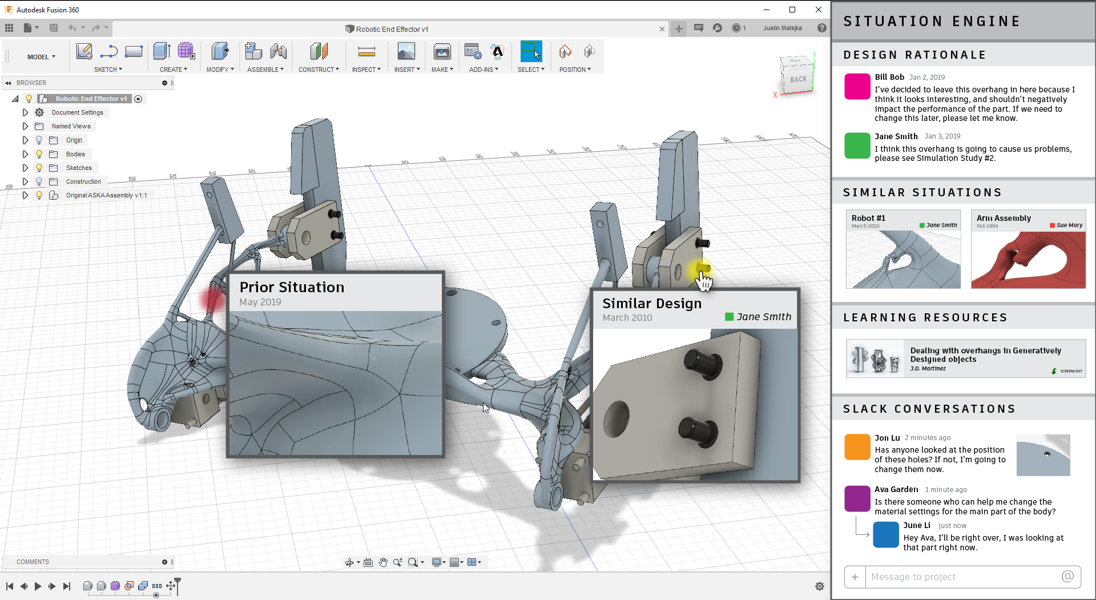 Autodesk Fusion 360
Robotic End Effector v1
1
Justin Matejka
MODEL
SKETCH
CREATE
MODIFY
ASSEMBLE
CONSTRUCT
INSPECT
INSERT
MAKE
ADD-INS
SELECT
POSITION
BROWSER
Robotic End Effector v1
Document Settings
Named Views
Origin
Bodies
Sketches
Construction
Original ASKA Assembly v1:1
BACK
X
Prior Situation
May 2019
Similar Design
March 2010
Jane Smith
COMMENTS
SITUATION ENGINE
DESIGN RATIONALE
Bill Bob Jan 2, 2019
I've decided to leave this overhang in here because I
think it looks interesting, and shouldn't negatively
impact the performance of the part. If we need to
change this later, please let me know.
Jane Smith Jan 3, 2019
I think this overhang is going to cause us problems,
please see Simulation Study #2.
SIMILAR SITUATIONS
Robot #1
March 2010
Jane Smith
Arm Assembly
Feb 1996
Sue Mary
LEARNING RESOURCES
Dealing with overhangs in Generatively
Designed objects
J.D. Martinez
SCREENCAST
SLACK CONVERSATIONS
Jon Lu 2 minutes ago
Has anyone looked at the position
of these holes? If not, I'm going to
change them now.
Ava Garden 1 minute ago
Is there someone who can help me change the
material settings for the main part of the body?
June Li just now
Hey Ava, I'll be right over, I was looking at
that part right now.
+ Message to project @